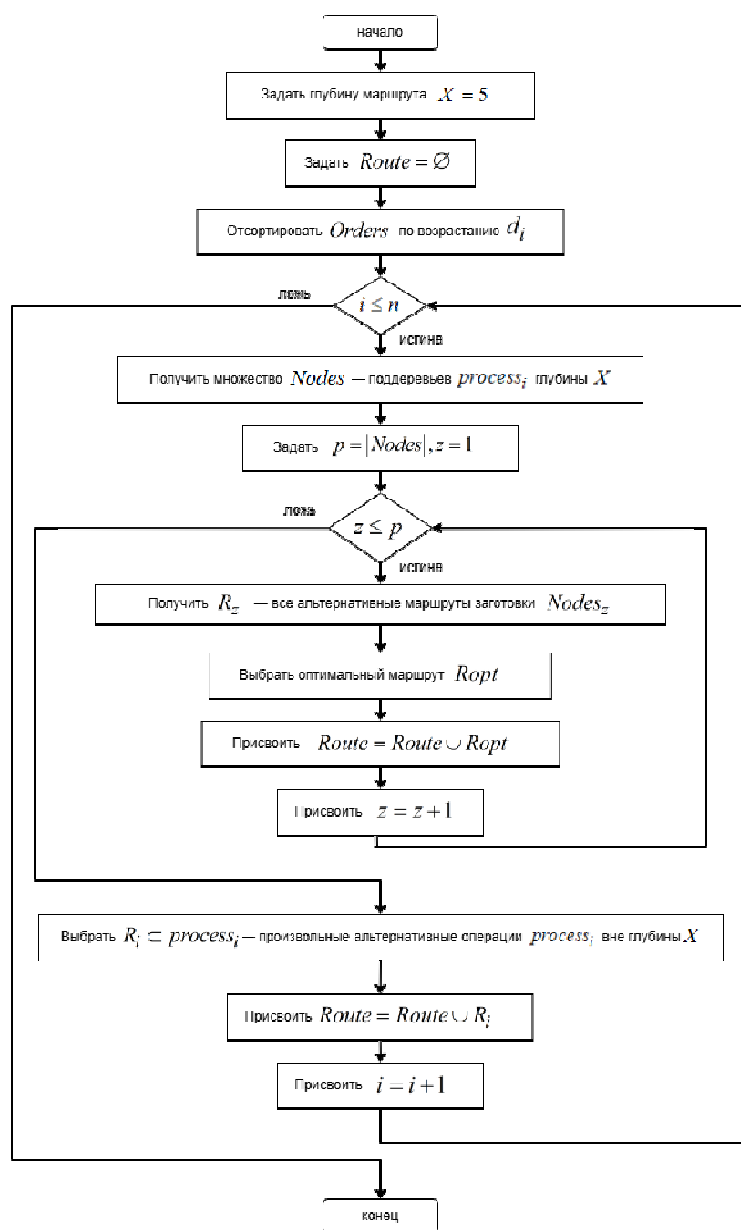 начало
Задать глубину маршрута X = 5
Задать Route = ∅
Отсортировать Orders по возрастанию d_i
ложь
i ≤ n
истина
Получить множество Nodes — поддеревьев process_i глубины X
Задать p = |Nodes|, z = 1
ложь
z ≤ p
истина
Получить R_z — все альтернативные маршруты заготовки Nodes_z
Выбрать оптимальный маршрут Ropt
Присвоить Route = Route ∪ Ropt
Присвоить z = z + 1
Выбрать R_i ⊂ process_i — произвольные альтернативные операции process_i вне глубины X
Присвоить Route = Route ∪ R_i
Присвоить i = i + 1
конец